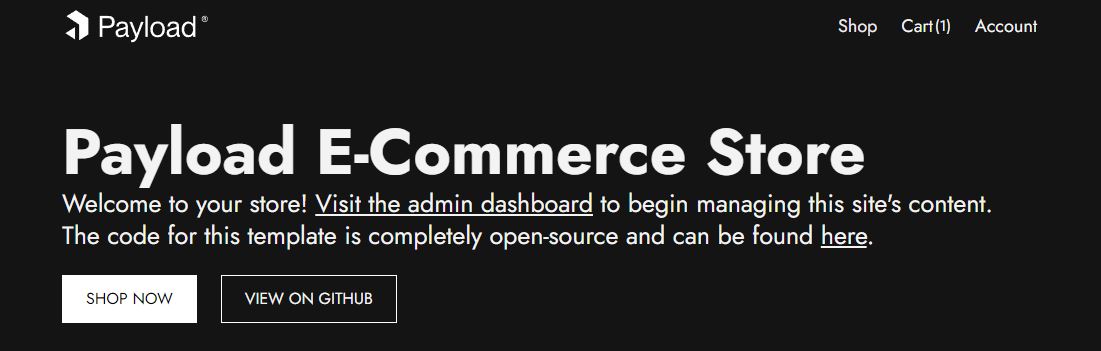 Payload ®
Shop Cart (1) Account
Payload E-Commerce Store
Welcome to your store! Visit the admin dashboard to begin managing this site's content.
The code for this template is completely open-source and can be found here.
SHOP NOW VIEW ON GITHUB